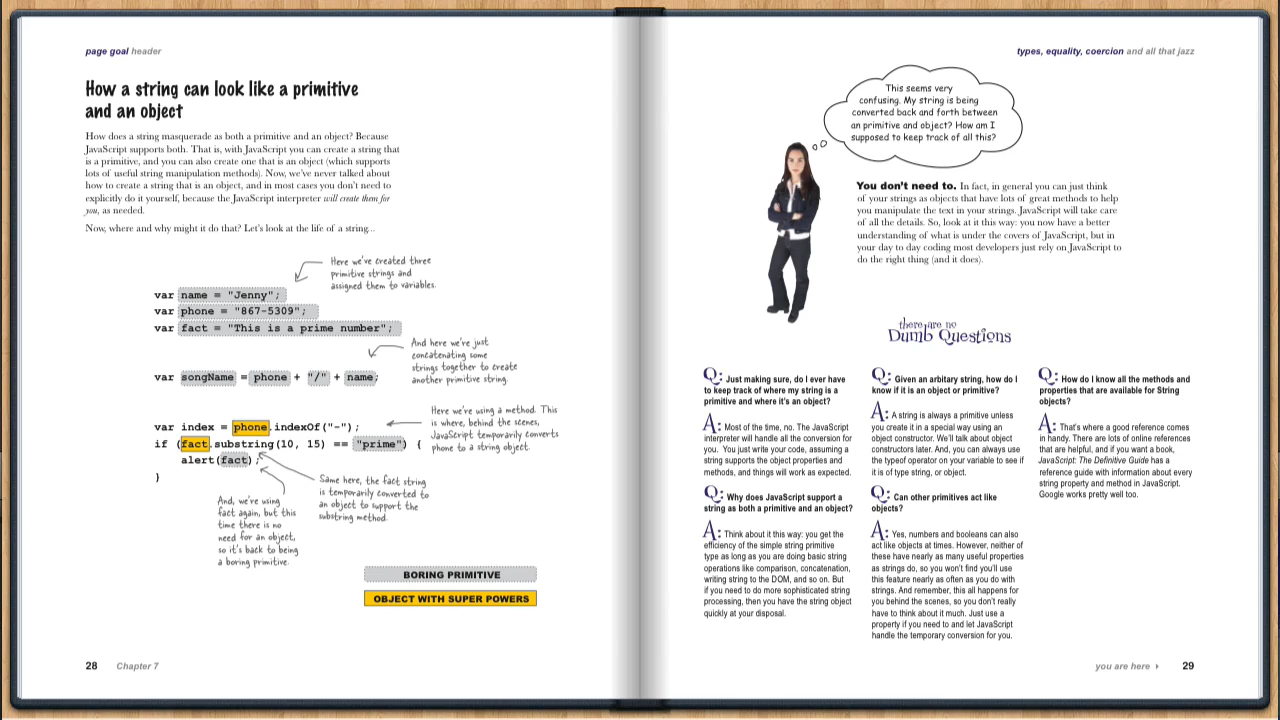 page goal header
How a string can look like a primitive
and an object
How does a string masquerade as both a primitive and an object? Because
JavaScript supports both. That is, with JavaScript you can create a string that
is a primitive, and you can also create one that is an object (which supports
lots of useful string manipulation methods). Now, we've never talked about
how to create a string that is an object, and in most cases you don't need to
explicitly do it yourself, because the JavaScript interpreter will create them for
you, as needed.
Now, where and why might it do that? Let's look at the life of a string...
Here we've created three
primitive strings and
assigned them to variables.
var name = "Jenny";
var phone = "867-5309";
var fact = "This is a prime number";
And here we're just
concatenating some
strings together to create
another primitive string.
var songName = phone + "/" + name;
Here we're using a method. This
is where, behind the scenes,
JavaScript temporarily converts
phone to a string object.
var index = phone.indexOf("-");
if (fact.substring(10, 15) == "prime") {
alert(fact);
}
Same here, the fact string
is temporarily converted to
an object to support the
substring method.
And, we're using
fact again, but this
time there is no
need for an object,
so it's back to being
a boring primitive.
BORING PRIMITIVE
OBJECT WITH SUPER POWERS
28 Chapter 7
types, equality, coercion and all that jazz
This seems very
confusing. My string is being
converted back and forth between
an primitive and object? How am I
supposed to keep track of all this?
You don't need to. In fact, in general you can just think
of your strings as objects that have lots of great methods to help
you manipulate the text in your strings. JavaScript will take care
of all the details. So, look at it this way: you now have a better
understanding of what is under the covers of JavaScript, but in
your day to day coding most developers just rely on JavaScript to
do the right thing (and it does).
there are no
Dumb Questions
Q: Just making sure, do I ever have
to keep track of where my string is a
primitive and where it's an object?
A: Most of the time, no. The JavaScript
interpreter will handle all the conversion for
you. You just write your code, assuming a
string supports the object properties and
methods, and things will work as expected.
Q: Why does JavaScript support a
string as both a primitive and an object?
A: Think about it this way: you get the
efficiency of the simple string primitive
type as long as you are doing basic string
operations like comparison, concatenation,
writing string to the DOM, and so on. But
if you need to do more sophisticated string
processing, then you have the string object
quickly at your disposal.
Q: Given an arbitary string, how do I
know if it is an object or primitive?
A: A string is always a primitive unless
you create it in a special way using an
object constructor. We'll talk about object
constructors later. And, you can always use
the typeof operator on your variable to see if
it is of type string, or object.
Q: Can other primitives act like
objects?
A: Yes, numbers and booleans can also
act like objects at times. However, neither of
these have nearly as many useful properties
as strings do, so you won't find you'll use
this feature nearly as often as you do with
strings. And remember, this all happens for
you behind the scenes, so you don't really
have to think about it much. Just use a
property if you need to and let JavaScript
handle the temporary conversion for you.
Q: How do I know all the methods and
properties that are available for String
objects?
A: That's where a good reference comes
in handy. There are lots of online references
that are helpful, and if you want a book,
JavaScript: The Definitive Guide has a
reference guide with information about every
string property and method in JavaScript.
Google works pretty well too.
you are here ▸ 29